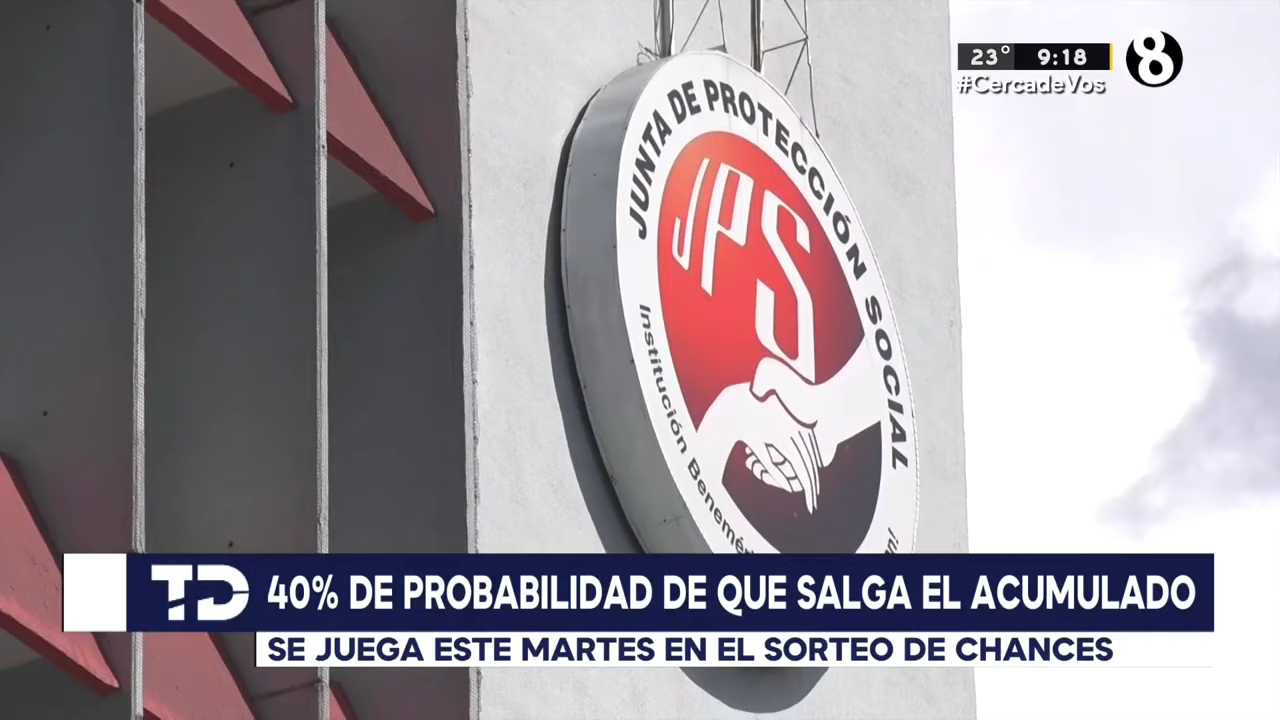 23° 9:18
8
#CercadeVos
JUNTA DE PROTECCIÓN SOCIAL
JPS
Institución
TD 40% DE PROBABILIDAD DE QUE SALGA EL ACUMULADO
SE JUEGA ESTE MARTES EN EL SORTEO DE CHANCES